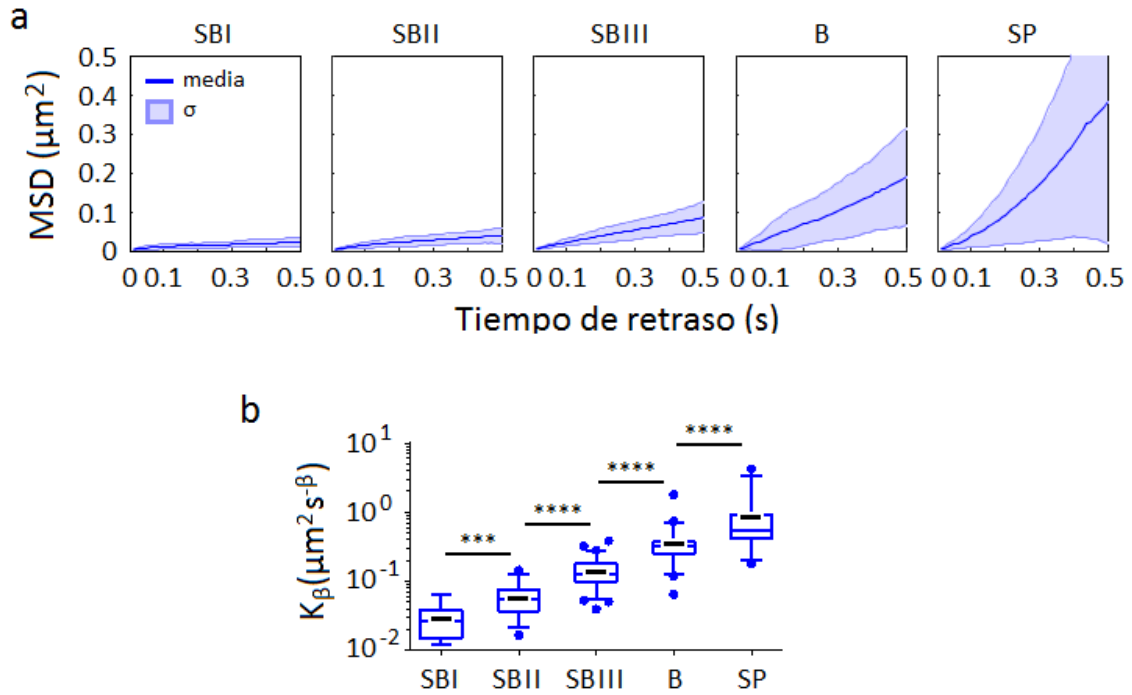 a
SBI SBII SBIII B SP
0.5
0.4
0.3
0.2
0.1
0
media
σ
MSD (µm²)
0 0.1 0.3 0.5 0 0.1 0.3 0.5 0 0.1 0.3 0.5 0 0.1 0.3 0.5 0 0.1 0.3 0.5
Tiempo de retraso (s)
b
10¹
10⁰
10⁻¹
10⁻²
Kβ(µm²s⁻ᵝ)
*** **** **** ****
SBI SBII SBIII B SP